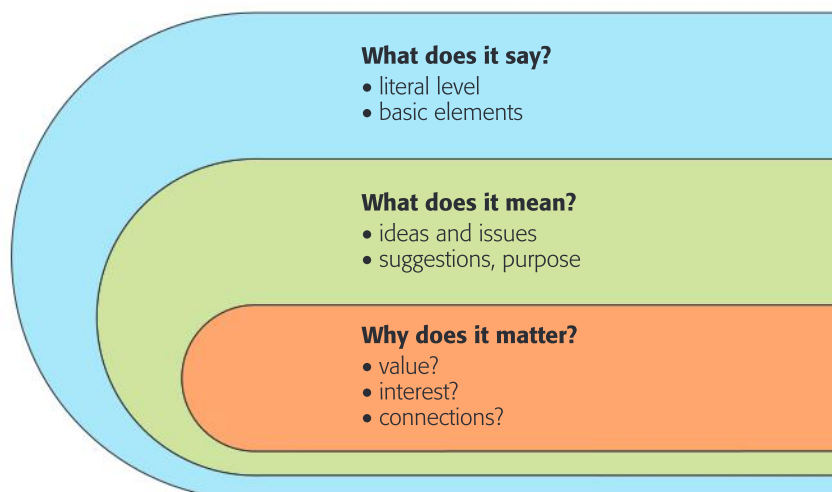 What does it say?
• literal level
• basic elements
What does it mean?
• ideas and issues
• suggestions, purpose
Why does it matter?
• value?
• interest?
• connections?